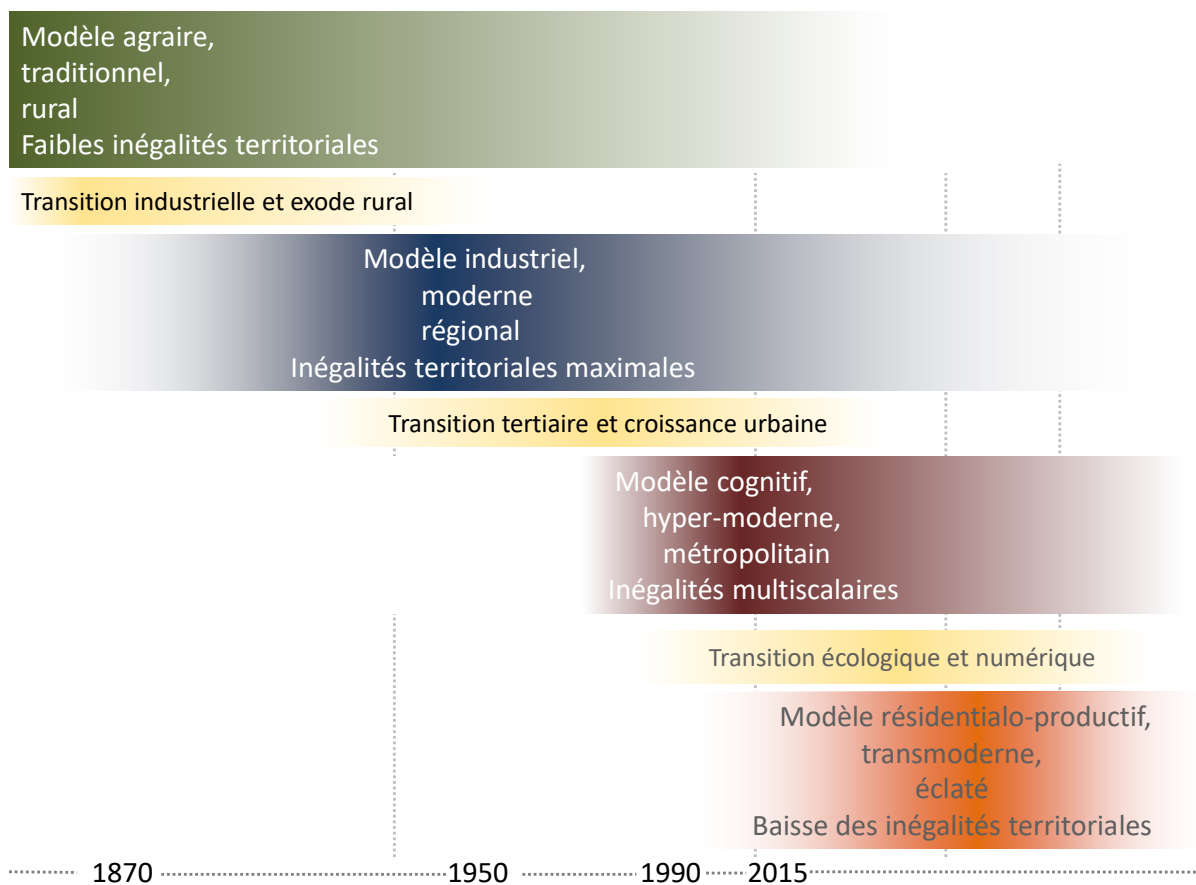 Modèle agraire,
traditionnel,
rural
Faibles inégalités territoriales
Transition industrielle et exode rural
Modèle industriel,
moderne
régional
Inégalités territoriales maximales
Transition tertiaire et croissance urbaine
Modèle cognitif,
hyper-moderne,
métropolitain
Inégalités multiscalaires
Transition écologique et numérique
Modèle résidentialo-productif,
transmoderne,
éclaté
Baisse des inégalités territoriales
1870 1950 1990 2015